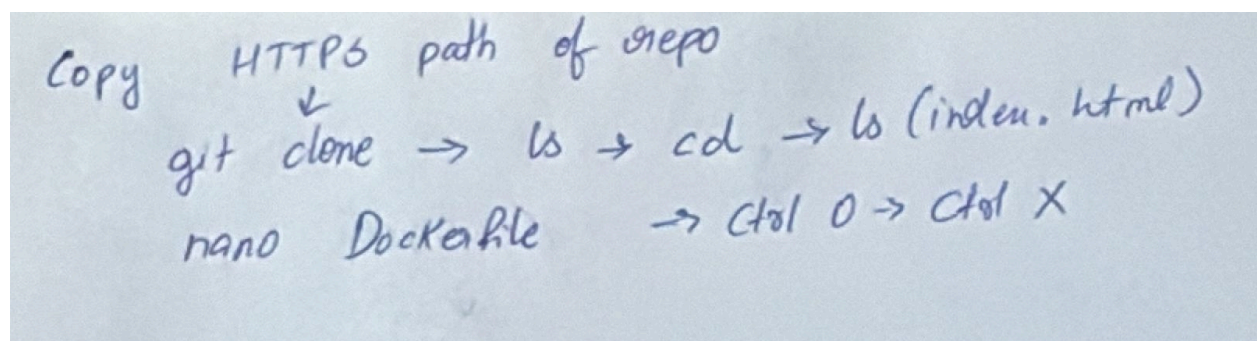 Copy HTTPS path of repo
↓
git clone → ls → cd → ls (index.html)
nano Dockerfile → Ctrl O → Ctrl X